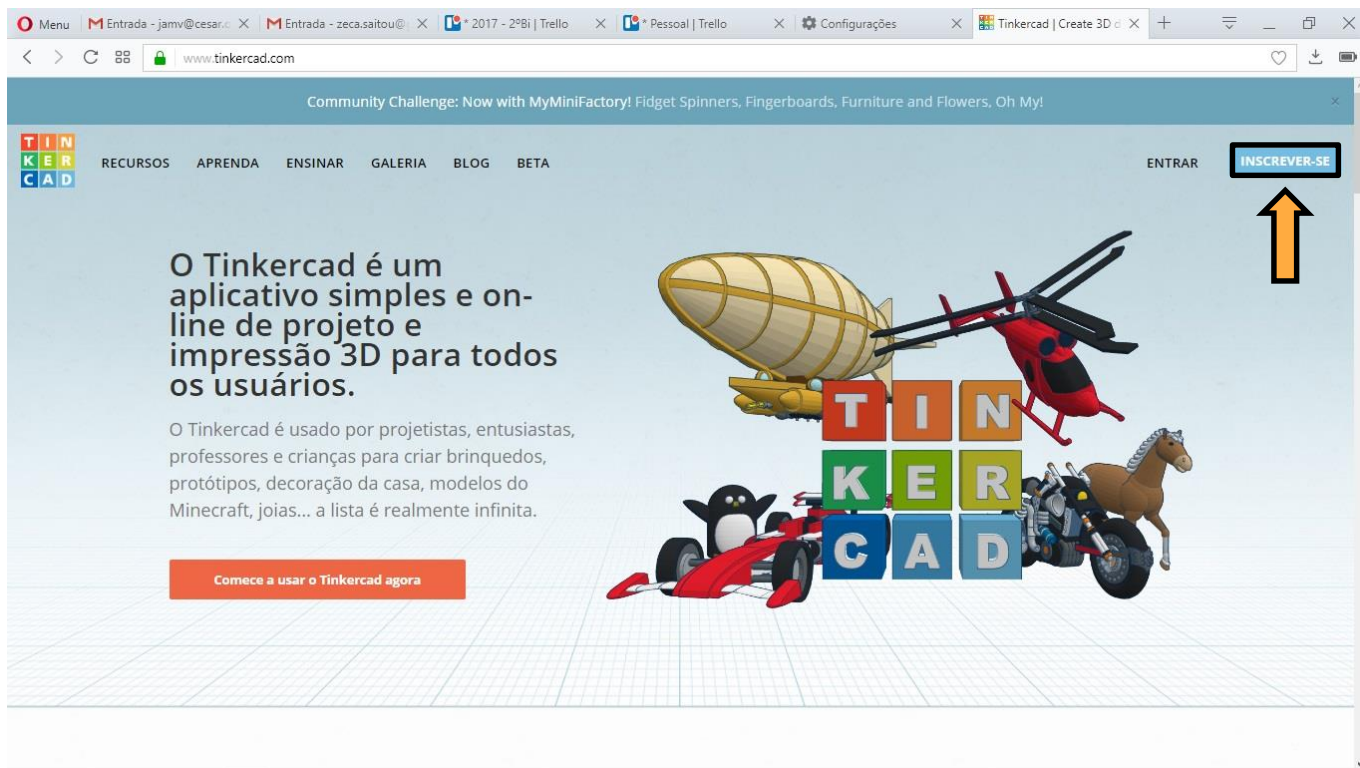 Menu
Entrada - jamv@cesar.c
Entrada - zeca.saitou@
* 2017 - 2ºBi | Trello
* Pessoal | Trello
Configurações
Tinkercad | Create 3D d
www.tinkercad.com
Community Challenge: Now with MyMiniFactory! Fidget Spinners, Fingerboards, Furniture and Flowers, Oh My!
TIN
KER
CAD
RECURSOS APRENDA ENSINAR GALERIA BLOG BETA
ENTRAR
INSCREVER-SE
O Tinkercad é um
aplicativo simples e on-
line de projeto e
impressão 3D para todos
os usuários.
O Tinkercad é usado por projetistas, entusiastas,
professores e crianças para criar brinquedos,
protótipos, decoração da casa, modelos do
Minecraft, joias... a lista é realmente infinita.
Comece a usar o Tinkercad agora
TIN
KER
CAD